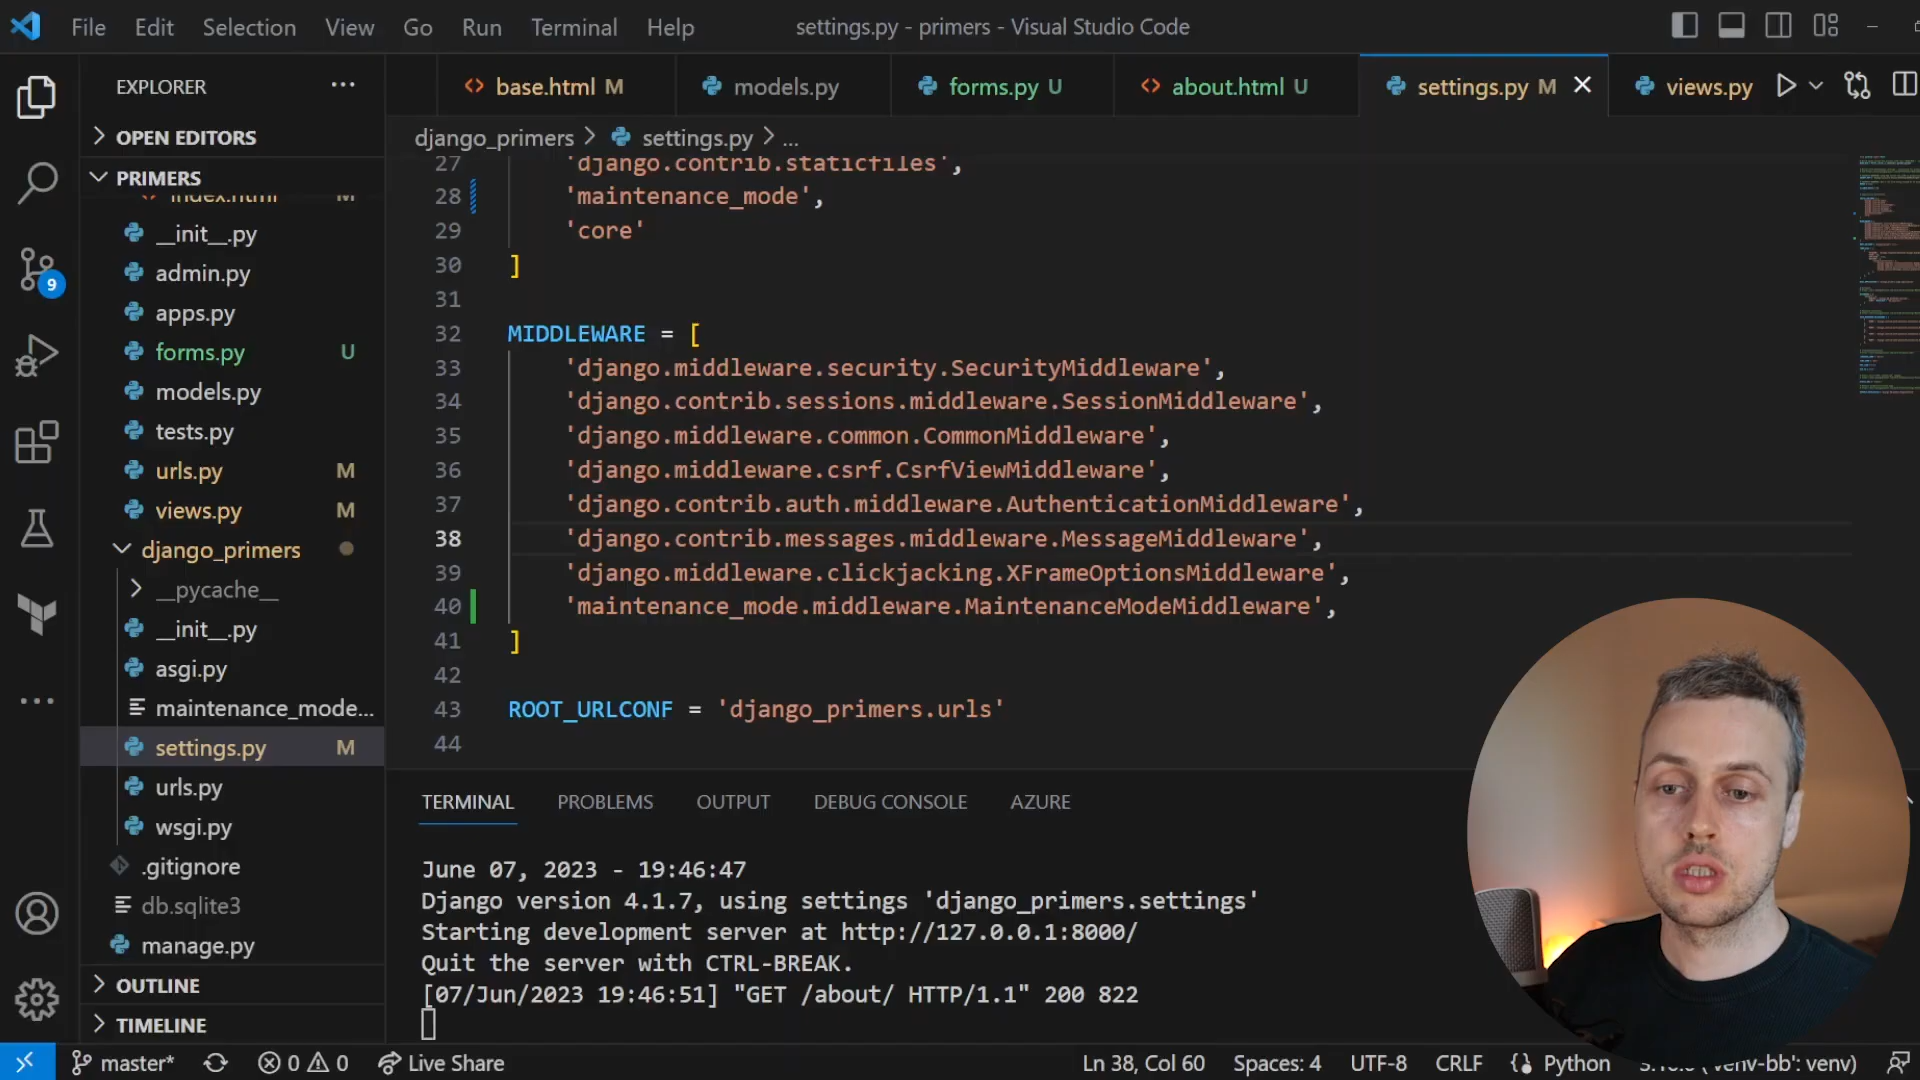 File Edit Selection View Go Run Terminal Help
settings.py - primers - Visual Studio Code
EXPLORER
OPEN EDITORS
PRIMERS
index.html M
__init__.py
admin.py
apps.py
forms.py U
models.py
tests.py
urls.py M
views.py M
django_primers
__pycache__
__init__.py
asgi.py
maintenance_mode...
settings.py M
urls.py
wsgi.py
.gitignore
db.sqlite3
manage.py
OUTLINE
TIMELINE
9
base.html M
models.py
forms.py U
about.html U
settings.py M
views.py
django_primers > settings.py > ...
27 'django.contrib.staticfiles',
28 'maintenance_mode',
29 'core'
30 ]
31
32 MIDDLEWARE = [
33 'django.middleware.security.SecurityMiddleware',
34 'django.contrib.sessions.middleware.SessionMiddleware',
35 'django.middleware.common.CommonMiddleware',
36 'django.middleware.csrf.CsrfViewMiddleware',
37 'django.contrib.auth.middleware.AuthenticationMiddleware',
38 'django.contrib.messages.middleware.MessageMiddleware',
39 'django.middleware.clickjacking.XFrameOptionsMiddleware',
40 'maintenance_mode.middleware.MaintenanceModeMiddleware',
41 ]
42
43 ROOT_URLCONF = 'django_primers.urls'
44
TERMINAL PROBLEMS OUTPUT DEBUG CONSOLE AZURE
June 07, 2023 - 19:46:47
Django version 4.1.7, using settings 'django_primers.settings'
Starting development server at http://127.0.0.1:8000/
Quit the server with CTRL-BREAK.
[07/Jun/2023 19:46:51] "GET /about/ HTTP/1.1" 200 822
master* 0 0 Live Share
Ln 38, Col 60 Spaces: 4 UTF-8 CRLF Python venv)